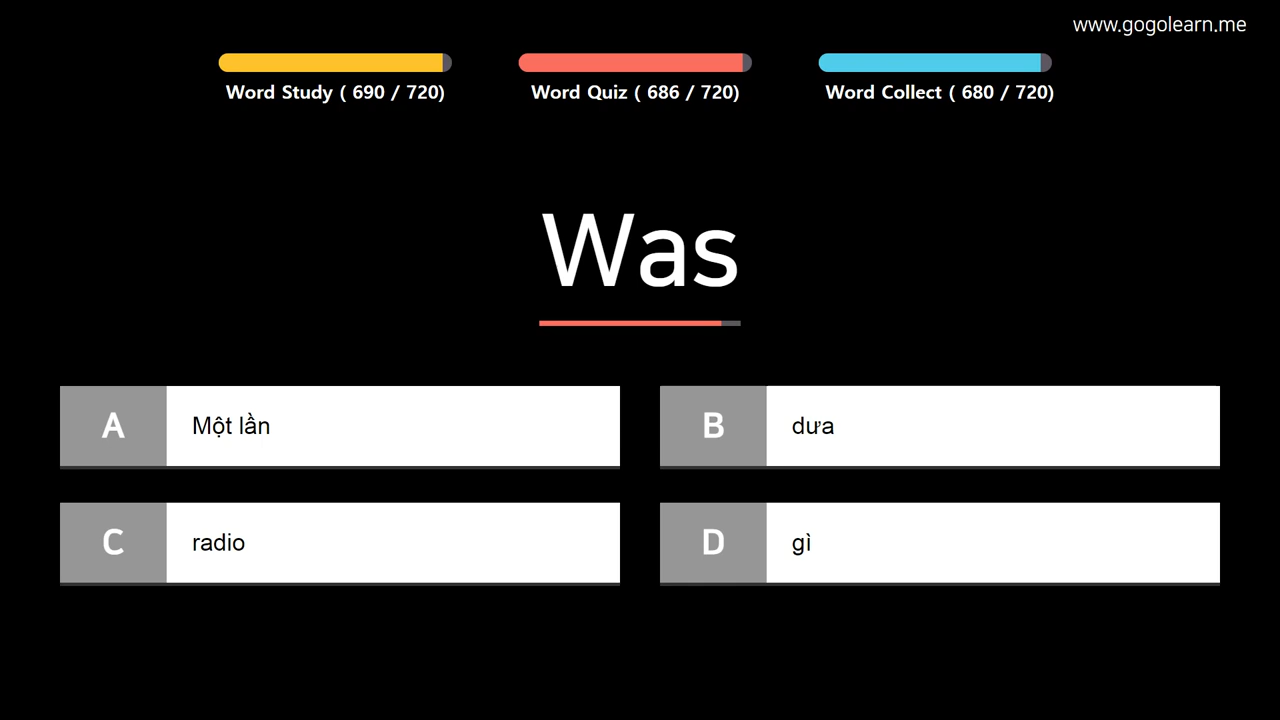 www.gogolearn.me
Word Study ( 690 / 720)
Word Quiz ( 686 / 720)
Word Collect ( 680 / 720)
Was
A
Một lần
B
dưa
C
radio
D
gì